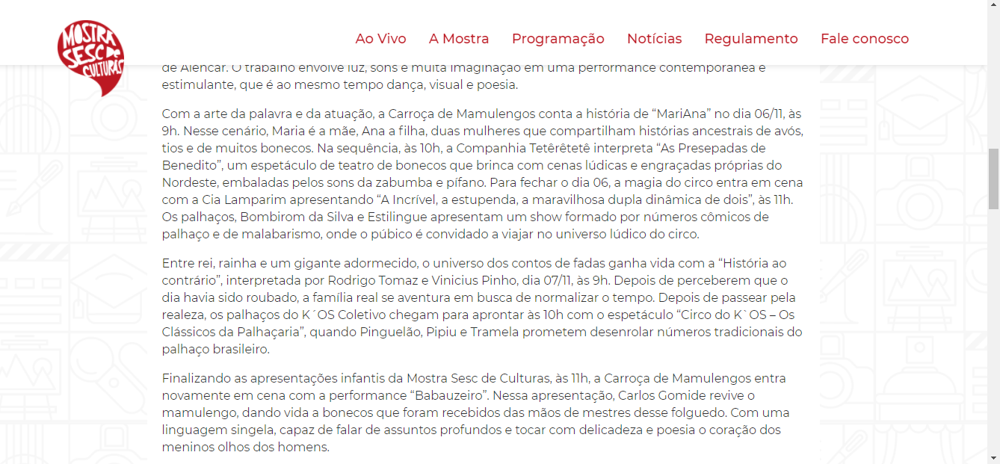 MOSTRA
SESC DE
CULTURAS
Ao Vivo A Mostra Programação Notícias Regulamento Fale conosco
de Alencar. O trabalho envolve luz, sons e muita imaginação em uma performance contemporânea e
estimulante, que é ao mesmo tempo dança, visual e poesia.
Com a arte da palavra e da atuação, a Carroça de Mamulengos conta a história de “MariAna” no dia 06/11, às
9h. Nesse cenário, Maria é a mãe, Ana a filha, duas mulheres que compartilham histórias ancestrais de avós,
tios e de muitos bonecos. Na sequência, às 10h, a Companhia Tetêrêtetê interpreta “As Presepadas de
Benedito”, um espetáculo de teatro de bonecos que brinca com cenas lúdicas e engraçadas próprias do
Nordeste, embaladas pelos sons da zabumba e pífano. Para fechar o dia 06, a magia do circo entra em cena
com a Cia Lamparim apresentando “A Incrível, a estupenda, a maravilhosa dupla dinâmica de dois”, às 11h.
Os palhaços, Bombirom da Silva e Estilingue apresentam um show formado por números cômicos de
palhaço e de malabarismo, onde o púbico é convidado a viajar no universo lúdico do circo.
Entre rei, rainha e um gigante adormecido, o universo dos contos de fadas ganha vida com a “História ao
contrário”, interpretada por Rodrigo Tomaz e Vinicius Pinho, dia 07/11, às 9h. Depois de perceberem que o
dia havia sido roubado, a família real se aventura em busca de normalizar o tempo. Depois de passear pela
realeza, os palhaços do K´OS Coletivo chegam para aprontar às 10h com o espetáculo “Circo do K`OS – Os
Clássicos da Palhaçaria”, quando Pinguelão, Pipiu e Tramela prometem desenrolar números tradicionais do
palhaço brasileiro.
Finalizando as apresentações infantis da Mostra Sesc de Culturas, às 11h, a Carroça de Mamulengos entra
novamente em cena com a performance “Babauzeiro”. Nessa apresentação, Carlos Gomide revive o
mamulengo, dando vida a bonecos que foram recebidos das mãos de mestres desse folguedo. Com uma
linguagem singela, capaz de falar de assuntos profundos e tocar com delicadeza e poesia o coração dos
meninos olhos dos homens.